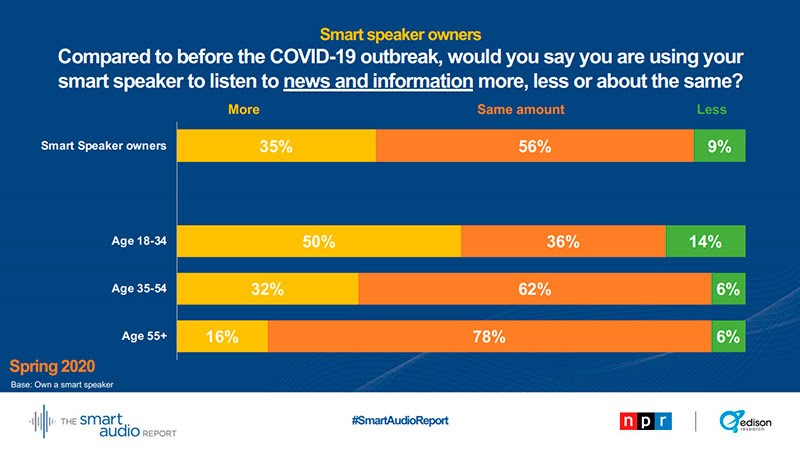 Smart speaker owners
Compared to before the COVID-19 outbreak, would you say you are using your
smart speaker to listen to news and information more, less or about the same?
More Same amount Less
Smart Speaker owners 35% 56% 9%
Age 18-34 50% 36% 14%
Age 35-54 32% 62% 6%
Age 55+ 16% 78% 6%
Spring 2020
Base: Own a smart speaker
THE smart
audio REPORT
#SmartAudioReport
npr
edison
research